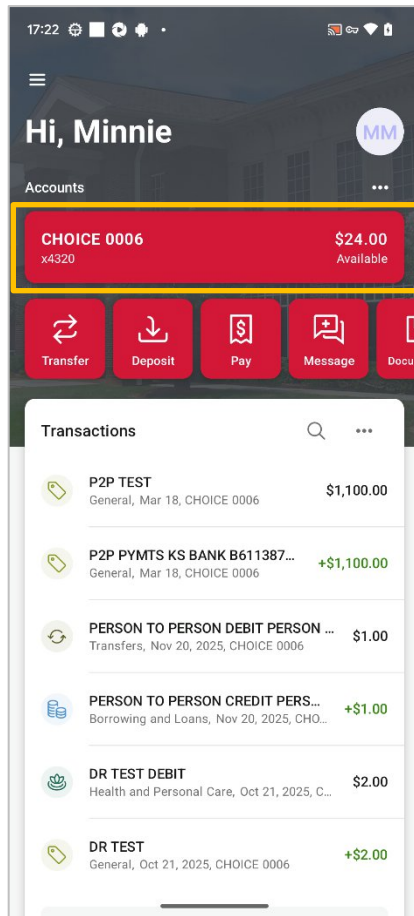 17:22
Hi, Minnie
MM
Accounts
CHOICE 0006
$24.00
x4320
Available
Transfer
Deposit
Pay
Message
Docu
Transactions
P2P TEST
$1,100.00
General, Mar 18, CHOICE 0006
P2P PYMTS KS BANK B611387...
+$1,100.00
General, Mar 18, CHOICE 0006
PERSON TO PERSON DEBIT PERSON ...
$1.00
Transfers, Nov 20, 2025, CHOICE 0006
PERSON TO PERSON CREDIT PERS...
+$1.00
Borrowing and Loans, Nov 20, 2025, CHO...
DR TEST DEBIT
$2.00
Health and Personal Care, Oct 21, 2025, C...
DR TEST
+$2.00
General, Oct 21, 2025, CHOICE 0006